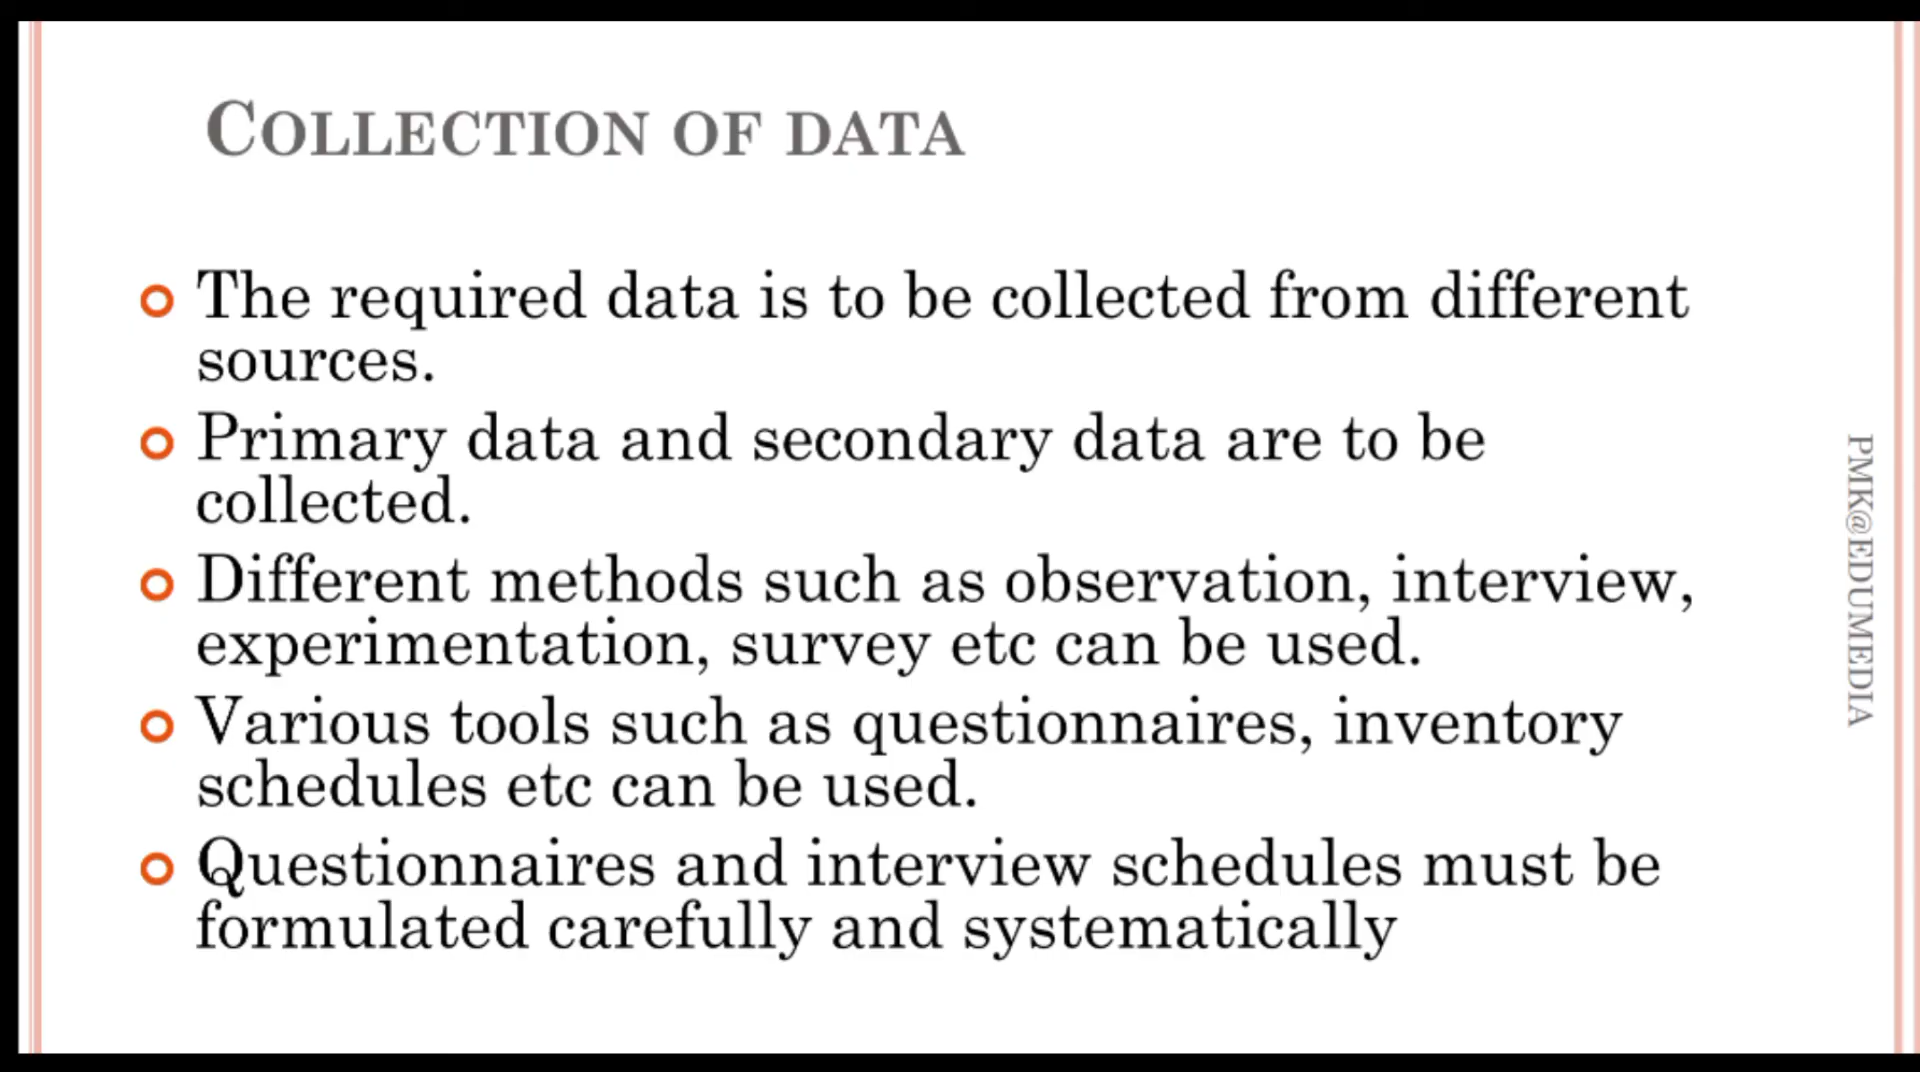 COLLECTION OF DATA
The required data is to be collected from different
sources.
Primary data and secondary data are to be
collected.
Different methods such as observation, interview,
experimentation, survey etc can be used.
Various tools such as questionnaires, inventory
schedules etc can be used.
Questionnaires and interview schedules must be
formulated carefully and systematically
PMK@EDUMEDIA